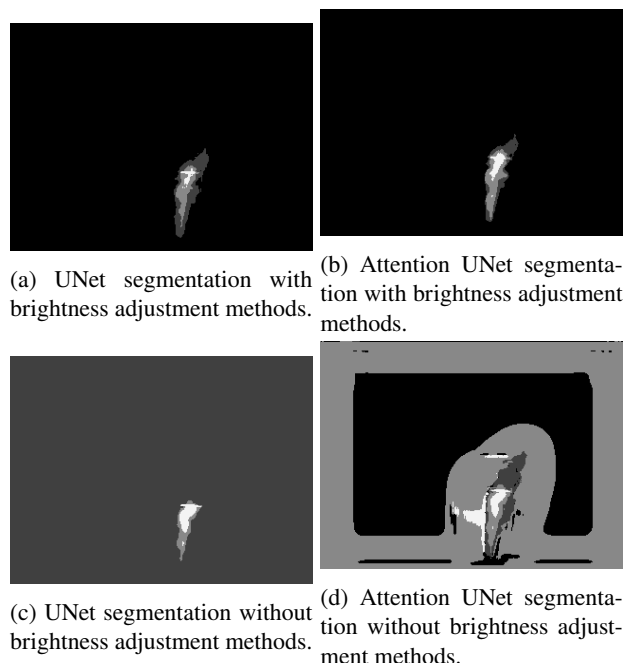 (a) UNet segmentation with
brightness adjustment methods.
(b) Attention UNet segmenta-
tion with brightness adjustment
methods.
(c) UNet segmentation without
brightness adjustment methods.
(d) Attention UNet segmenta-
tion without brightness adjust-
ment methods.